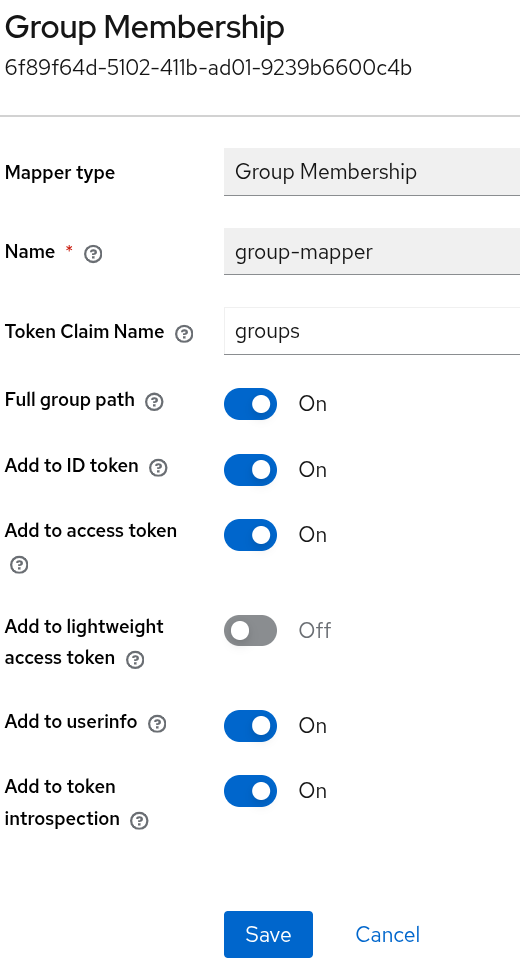 Group Membership
6f89f64d-5102-411b-ad01-9239b6600c4b
Mapper type
Group Membership
Name *
group-mapper
Token Claim Name
groups
Full group path
On
Add to ID token
On
Add to access token
On
Add to lightweight
access token
Off
Add to userinfo
On
Add to token
introspection
On
Save
Cancel